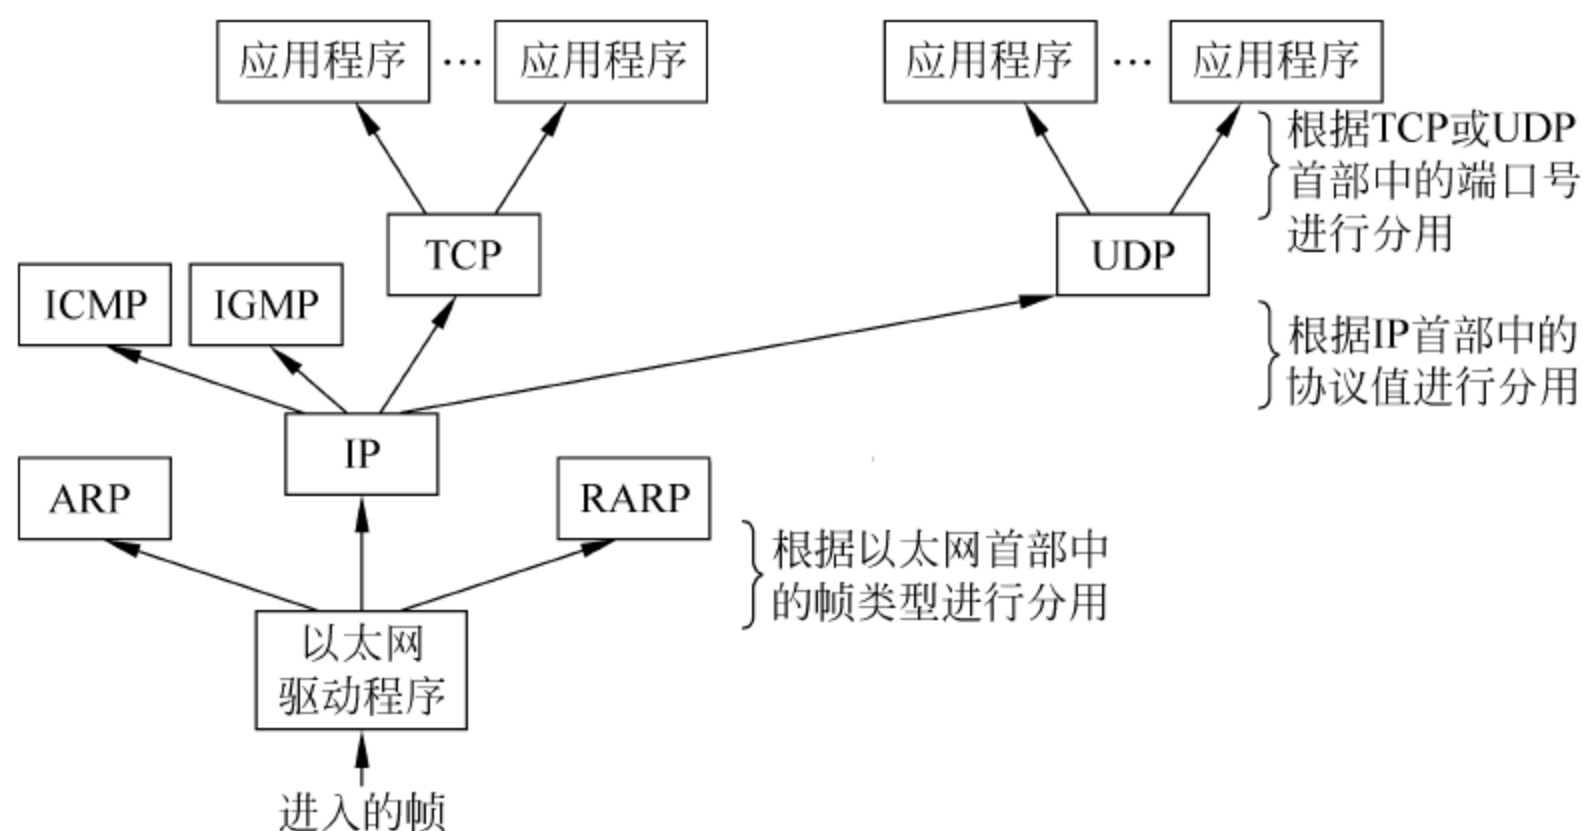 应用程序 … 应用程序 应用程序 … 应用程序
根据TCP或UDP
首部中的端口号
进行分用
TCP UDP
ICMP IGMP
根据IP首部中的
协议值进行分用
IP
ARP RARP
根据以太网首部中
的帧类型进行分用
以太网
驱动程序
进入的帧